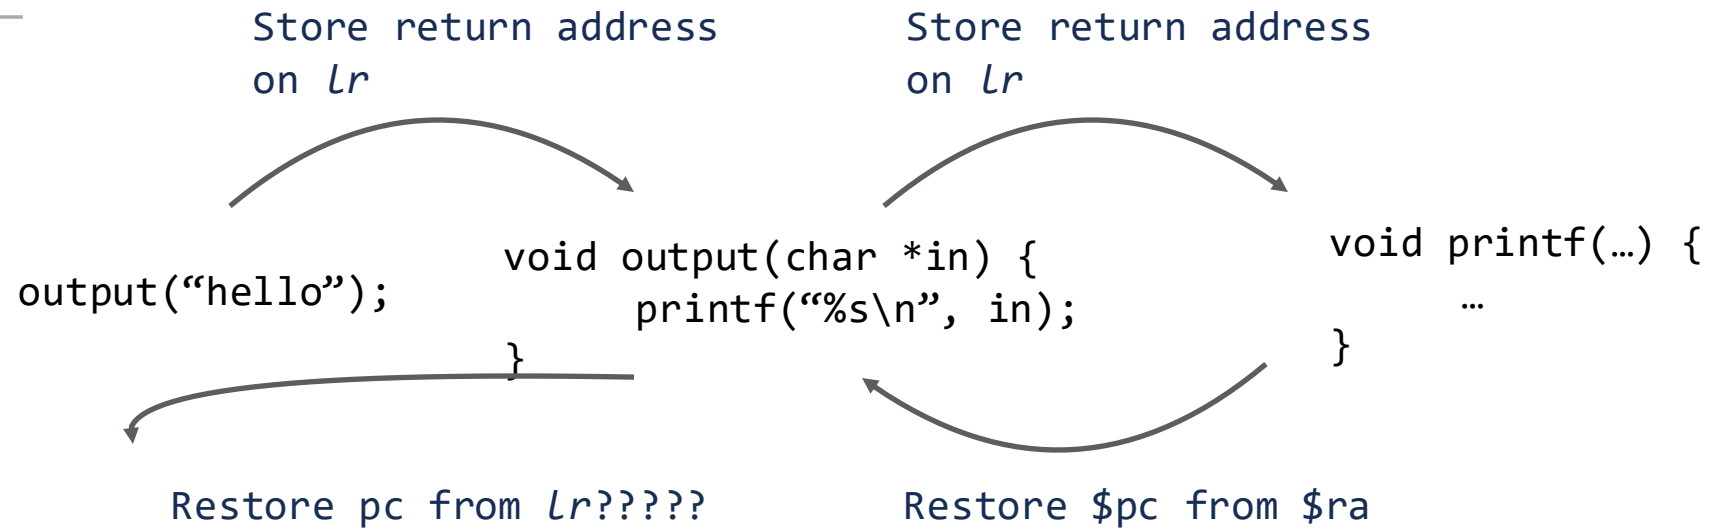 Store return address
on lr
Store return address
on lr
output(“hello”);
void output(char *in) {
printf(“%s\n”, in);
}
void printf(…) {
…
}
Restore pc from lr?????
Restore $pc from $ra